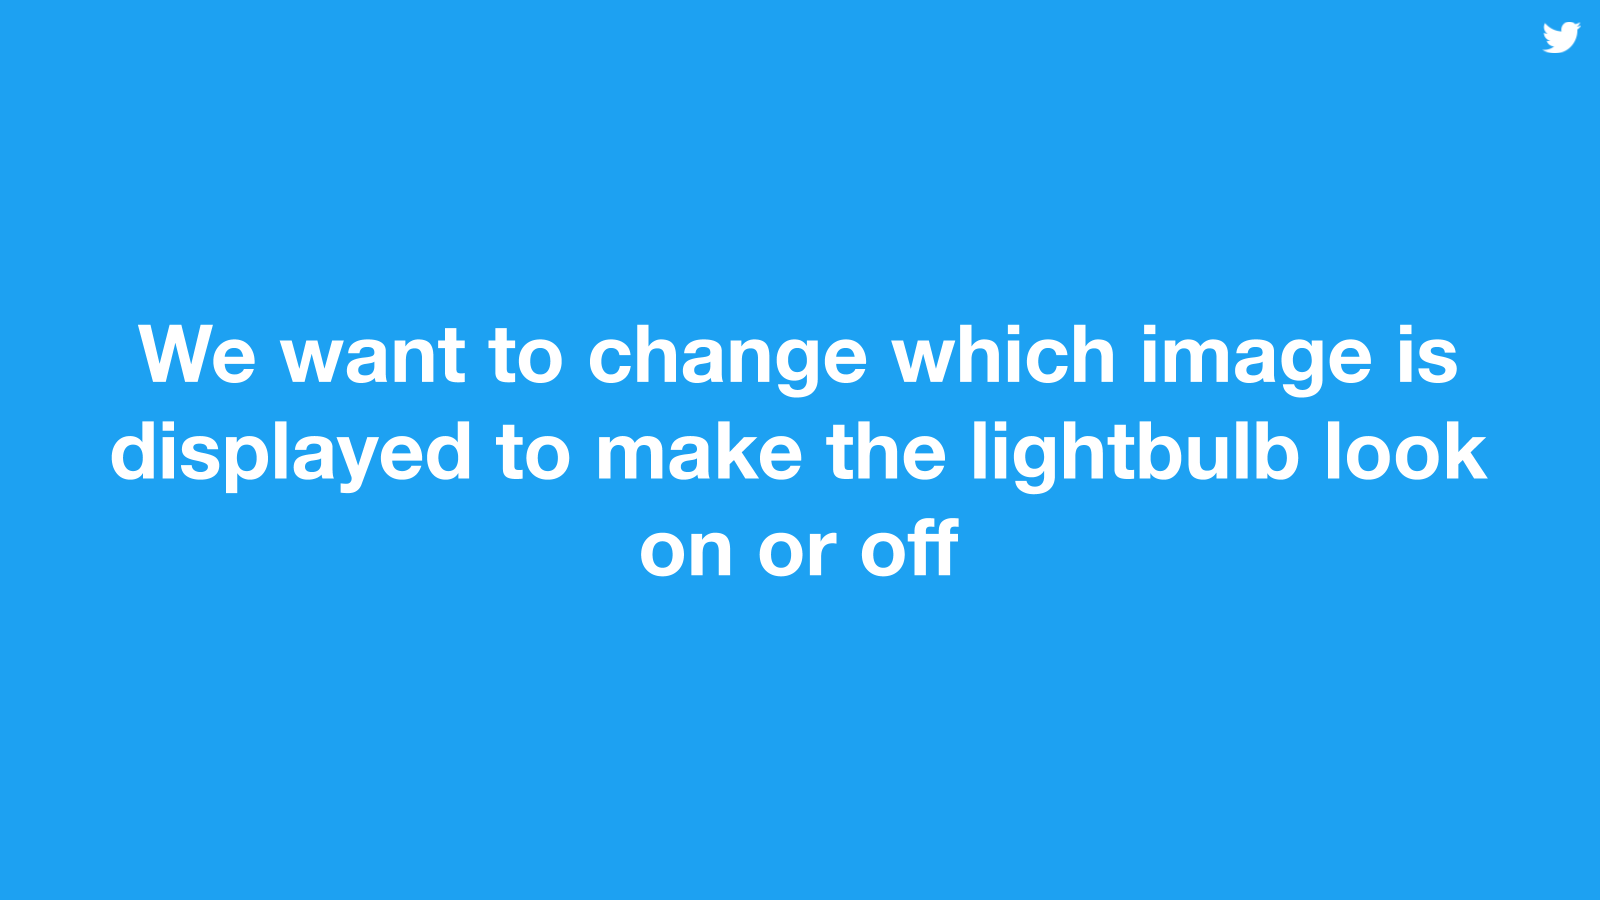 We want to change which image is
displayed to make the lightbulb look
on or off